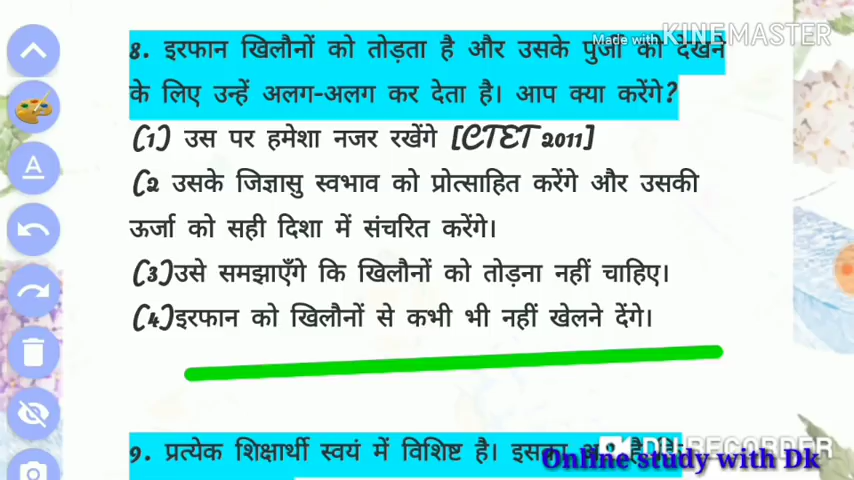 Made with KINEMASTER
8. इरफान खिलौनों को तोड़ता है और उसके पुर्जों को देखने
के लिए उन्हें अलग-अलग कर देता है। आप क्या करेंगे?
(1) उस पर हमेशा नजर रखेंगे [CTET 2011]
(2 उसके जिज्ञासु स्वभाव को प्रोत्साहित करेंगे और उसकी
ऊर्जा को सही दिशा में संचरित करेंगे।
(3)उसे समझाएँगे कि खिलौनों को तोड़ना नहीं चाहिए।
(4)इरफान को खिलौनों से कभी भी नहीं खेलने देंगे।
9. प्रत्येक शिक्षार्थी स्वयं में विशिष्ट है। इसका
RECORDER
Online study with Dk